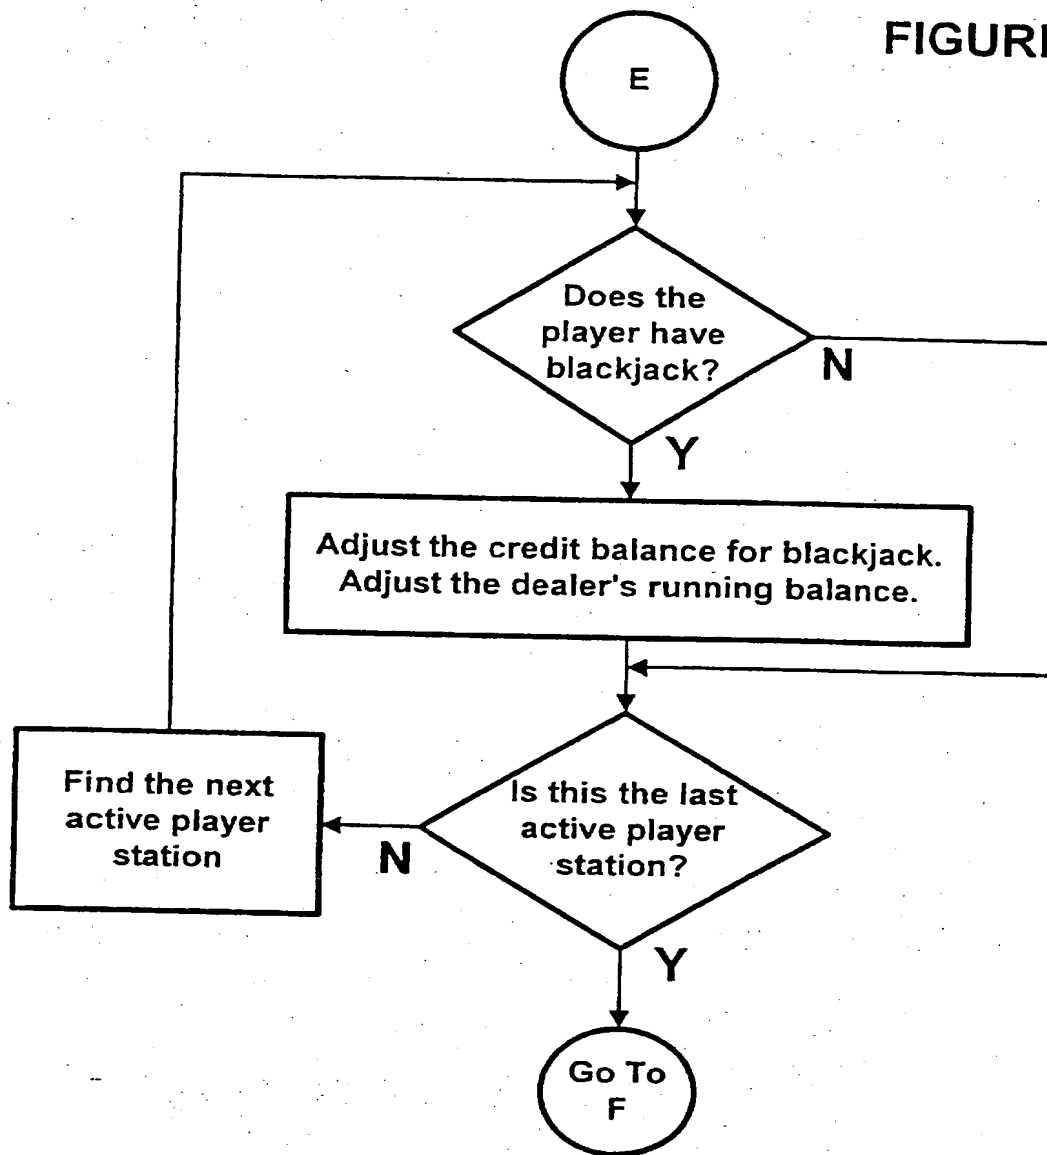 FIGURE
E
Does the
player have
blackjack?
N
Y
Adjust the credit balance for blackjack.
Adjust the dealer's running balance.
Find the next
active player
station
Is this the last
active player
station?
N
Y
Go To
F